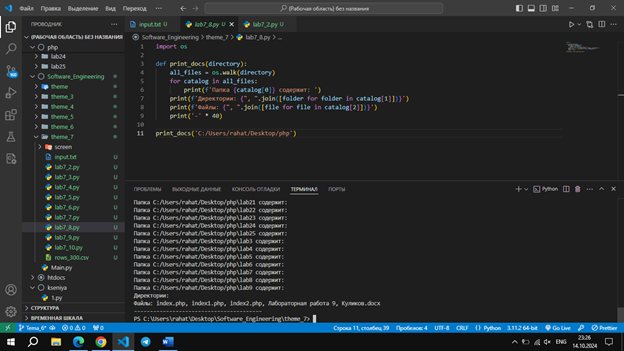 Файл Правка Выделение Вид Переход ...
(Рабочая область) без названия
ПРОВОДНИК ...
input.txt U
lab7_8.py U
lab7_2.py U
(РАБОЧАЯ ОБЛАСТЬ) БЕЗ НАЗВАНИЯ
php
lab24
lab25
Software_Engineering
theme
theme_3
theme_4
theme_5
theme_6
theme_7
screen
input.txt U
lab7_2.py U
lab7_3.py U
lab7_4.py U
lab7_5.py U
lab7_6.py U
lab7_7.py U
lab7_8.py U
lab7_9.py U
lab7_10.py U
rows_300.csv U
Main.py
htdocs
kseniya
1.py
СТРУКТУРА
ВРЕМЕННАЯ ШКАЛА
Software_Engineering > theme_7 > lab7_8.py > ...
1 import os
2
3 def print_docs(directory):
4 all_files = os.walk(directory)
5 for catalog in all_files:
6 print(f'Папка {catalog[0]} содержит: ')
7 print(f'Директории: {", ".join([folder for folder in catalog[1]])}')
8 print(f'Файлы: {", ".join([file for file in catalog[2]])}')
9 print('-' * 40)
10
11 print_docs('C:/Users/rahat/Desktop/php')
ПРОБЛЕМЫ ВЫХОДНЫЕ ДАННЫЕ КОНСОЛЬ ОТЛАДКИ ТЕРМИНАЛ ПОРТЫ
Python
Папка C:/Users/rahat/Desktop/php\lab21 содержит:
Папка C:/Users/rahat/Desktop/php\lab22 содержит:
Папка C:/Users/rahat/Desktop/php\lab23 содержит:
Папка C:/Users/rahat/Desktop/php\lab24 содержит:
Папка C:/Users/rahat/Desktop/php\lab25 содержит:
Папка C:/Users/rahat/Desktop/php\lab3 содержит:
Папка C:/Users/rahat/Desktop/php\lab4 содержит:
Папка C:/Users/rahat/Desktop/php\lab5 содержит:
Папка C:/Users/rahat/Desktop/php\lab6 содержит:
Папка C:/Users/rahat/Desktop/php\lab7 содержит:
Папка C:/Users/rahat/Desktop/php\lab8 содержит:
Папка C:/Users/rahat/Desktop/php\lab9 содержит:
Директории:
Файлы: index.php, index1.php, index2.php, Лабораторная работа 9, Куликов.docx
----------------------------------------
PS C:\Users\rahat\Desktop\Software_Engineering\theme_7>
Tema_6* 0 0 0 Строка 11, столбец 39 Пробелов: 4 UTF-8 CRLF Python 3.11.2 64-bit Go Live Prettier
ENG
23:26
14.10.2024